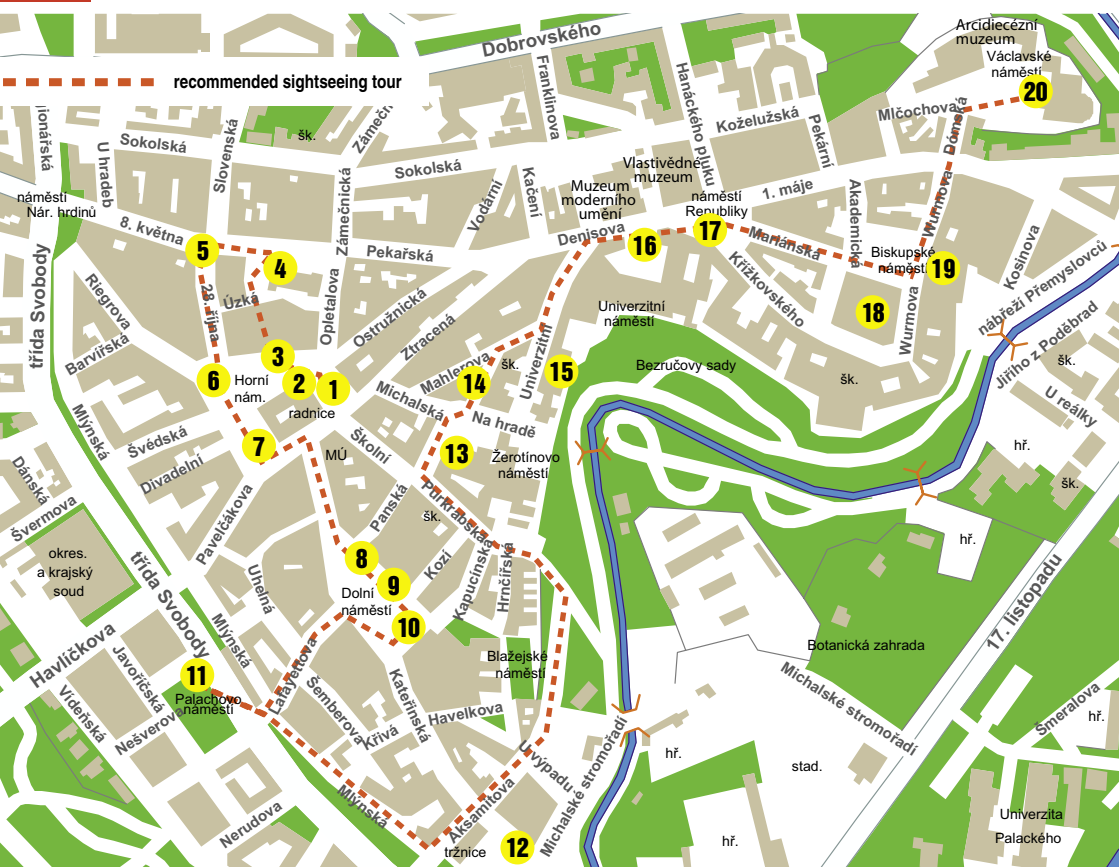 Dobrovského
Arcidiecézní
muzeum
Václavské
náměstí
20
recommended sightseeing tour
Franklinova
Hanáckého pluku
Mlčochova
Dómská
Koželužská
Pekární
šk.
Sokolská
U hradeb
Slovenská
Sokolská
Zámečnická
Vodární
Kačení
Vlastivědné
muzeum
Muzeum
moderního
umění
náměstí
Republiky
1. máje
Akademická
Wurmova
náměstí
Nár. hrdinů
8. května
5
4
Pekařská
Denisova
16
17
Mariánská
Biskupské
náměstí
19
Kosinova
nábřeží Přemyslovců
třída Svobody
Riegrova
28. října
Úzká
Opletalova
Ostružnická
Ztracená
Univerzitní
náměstí
Křížkovského
18
Wurmova
Jiřího z Poděbrad
Barvířská
3
2
1
6
Horní
nám.
radnice
Mahlerova
šk.
14
Univerzitní
15
Bezručovy sady
šk.
šk.
U reálky
Mlýnská
Švédská
7
MÚ
Školní
Michalská
Na hradě
13
Žerotínovo
náměstí
hř.
šk.
Divadelní
Dánská
Švermova
Pavelčákova
Panská
šk.
Purkrabská
okres.
a krajský
soud
třída Svobody
8
9
Kozí
Kapucínská
Hrnčířská
hř.
Uhelná
Dolní
náměstí
10
17. listopadu
Havlíčkova
Mlýnská
Javoříčská
11
Palachovo
náměstí
Lafayettova
Blažejské
náměstí
Botanická zahrada
Vídeňská
Nešverova
Šemberova
Křivá
Kateřinská
Havelkova
Michalské stromořadí
Šmeralova
hř.
U výpadu
Michalské stromořadí
hř.
stad.
Mlýnská
Aksamitova
Nerudova
tržnice
12
hř.
Univerzita
Palackého